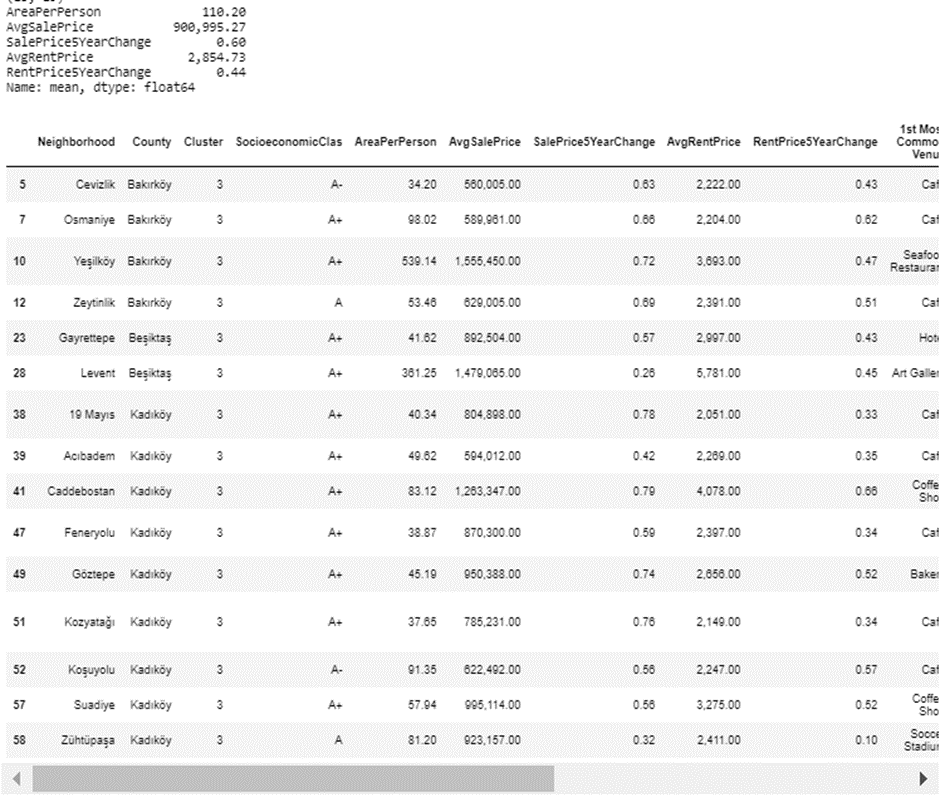 AreaPerPerson 110.20
AvgSalePrice 900,995.27
SalePrice5YearChange 0.60
AvgRentPrice 2,854.73
RentPrice5YearChange 0.44
Name: mean, dtype: float64
Neighborhood County Cluster SocioeconomicClas AreaPerPerson AvgSalePrice SalePrice5YearChange AvgRentPrice RentPrice5YearChange 1st Mos Commo Venu
5 Cevizlik Bakırköy 3 A- 34.20 560,005.00 0.63 2,222.00 0.43 Caf
7 Osmaniye Bakırköy 3 A+ 98.02 589,961.00 0.66 2,204.00 0.62 Caf
10 Yeşilköy Bakırköy 3 A+ 539.14 1,555,450.00 0.72 3,693.00 0.47 Seafoo Restauran
12 Zeytinlik Bakırköy 3 A 53.46 629,005.00 0.69 2,391.00 0.51 Caf
23 Gayrettepe Beşiktaş 3 A+ 41.62 892,504.00 0.57 2,997.00 0.43 Hote
28 Levent Beşiktaş 3 A+ 361.25 1,479,065.00 0.26 5,781.00 0.45 Art Galler
38 19 Mayıs Kadıköy 3 A+ 40.34 804,898.00 0.78 2,051.00 0.33 Caf
39 Acıbadem Kadıköy 3 A+ 49.62 594,012.00 0.42 2,269.00 0.35 Caf
41 Caddebostan Kadıköy 3 A+ 83.12 1,263,347.00 0.79 4,078.00 0.66 Coffe Sho
47 Feneryolu Kadıköy 3 A+ 38.87 870,300.00 0.59 2,397.00 0.34 Caf
49 Göztepe Kadıköy 3 A+ 45.19 950,388.00 0.74 2,656.00 0.52 Baker
51 Kozyatağı Kadıköy 3 A+ 37.65 785,231.00 0.76 2,149.00 0.34 Caf
52 Koşuyolu Kadıköy 3 A- 91.35 622,492.00 0.56 2,247.00 0.57 Caf
57 Suadiye Kadıköy 3 A+ 57.94 995,114.00 0.56 3,275.00 0.52 Coffe Sho
58 Zühtüpaşa Kadıköy 3 A 81.20 923,157.00 0.32 2,411.00 0.10 Socce Stadiun